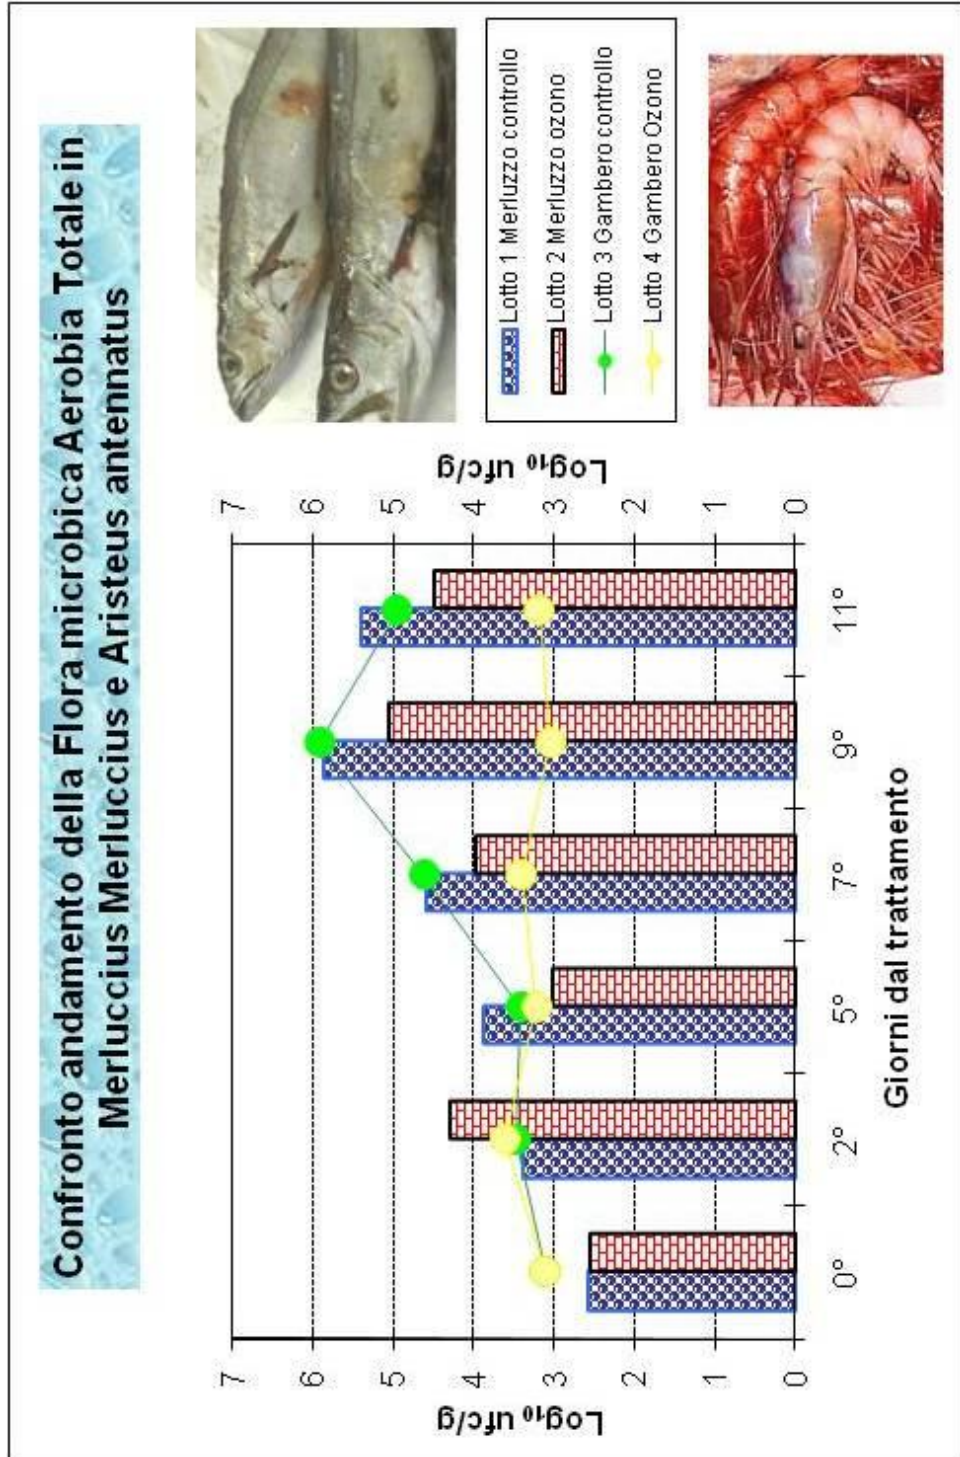 Confronto andamento della Flora microbica Aerobia Totale in
Merluccius Merluccius e Aristeus antennatus
Log₁₀ ufc/g
7
6
5
4
3
2
1
0
0°
2°
5°
7°
9°
11°
Giorni dal trattamento
7
6
5
4
3
2
1
0
Log₁₀ ufc/g
Lotto 1 Merluzzo controllo
Lotto 2 Merluzzo ozono
Lotto 3 Gambero controllo
Lotto 4 Gambero Ozono